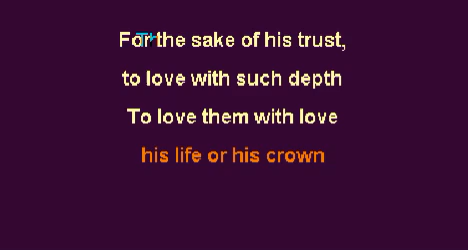 For the sake of his trust,
to love with such depth
To love them with love
his life or his crown